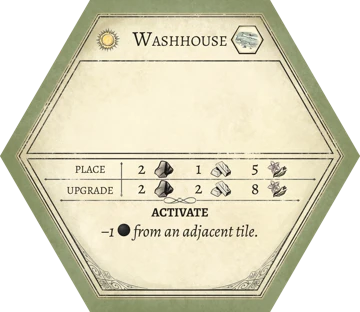 WASHHOUSE
PLACE 2 1 5
UPGRADE 2 2 8
ACTIVATE
–1 from an adjacent tile.